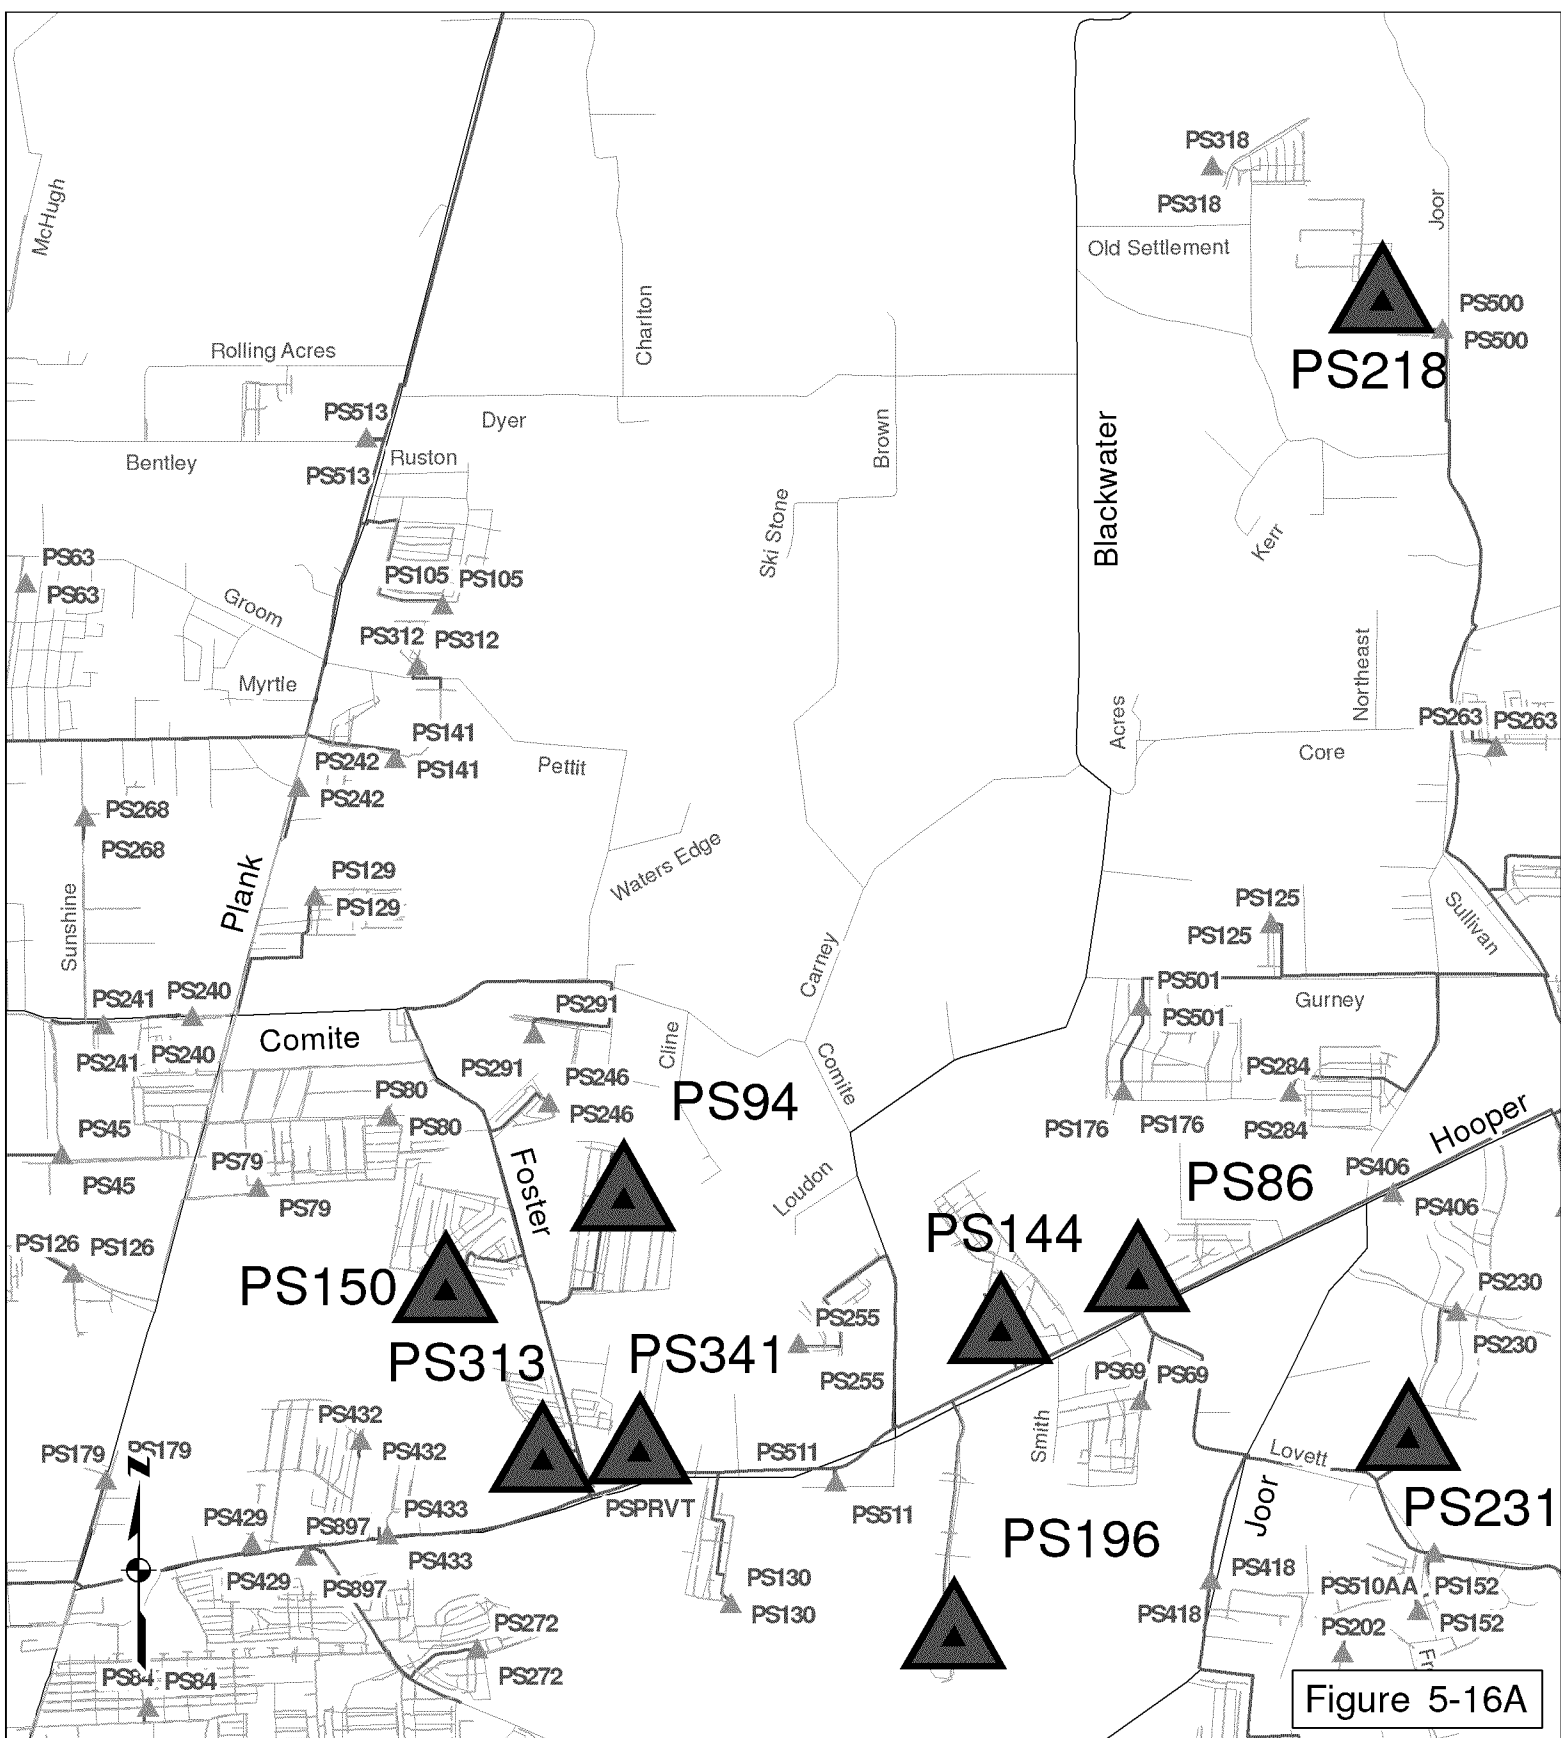 PS318
McHugh
PS318
Joor
Old Settlement
Charlton
PS500
PS500
Rolling Acres
PS218
PS513
Dyer
Brown
Blackwater
Bentley
Ruston
PS513
Ski Stone
Kerr
PS63
PS63
PS105
PS105
Groom
PS312
PS312
Northeast
Myrtle
Acres
PS263
PS263
PS141
PS242
PS141
Pettit
Core
PS242
PS268
PS268
Waters Edge
Plank
PS129
PS129
Sunshine
PS125
PS125
Sullivan
Carney
PS241
PS240
PS291
PS501
Gurney
PS501
Comite
Cline
PS241
PS240
PS291
PS246
Comite
PS284
PS80
PS94
PS246
PS80
PS45
PS176
PS176
PS284
Hooper
PS79
PS45
Foster
Loudon
PS86
PS406
PS406
PS79
PS126
PS126
PS144
PS150
PS230
PS255
PS230
PS313
PS341
PS69
PS69
PS255
PS432
PS179
PS179
N
PS432
PS511
Smith
Lovett
PS433
PSPRVT
PS511
Joor
PS231
PS429
PS897
PS433
PS196
PS429
PS897
PS130
PS130
PS418
PS510AA
PS152
PS418
PS152
PS272
PS202
PS272
Fr
PS84
PS84
Figure 5-16A